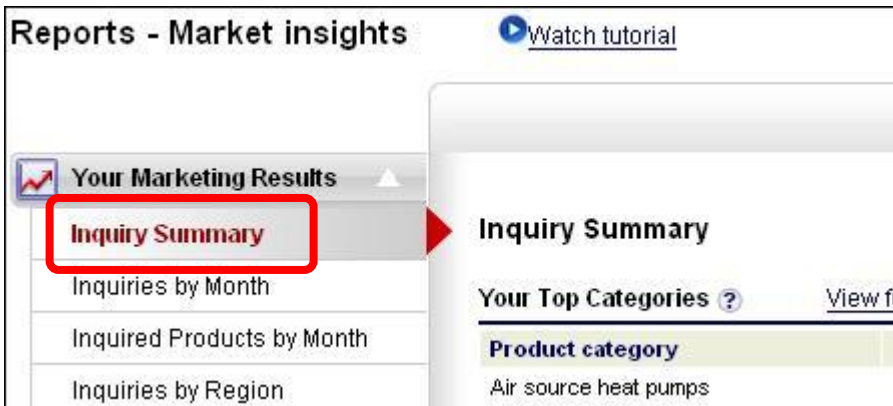 Reports - Market insights
Watch tutorial
Your Marketing Results
Inquiry Summary
Inquiries by Month
Inquired Products by Month
Inquiries by Region
Inquiry Summary
Your Top Categories ?
View
Product category
Air source heat pumps